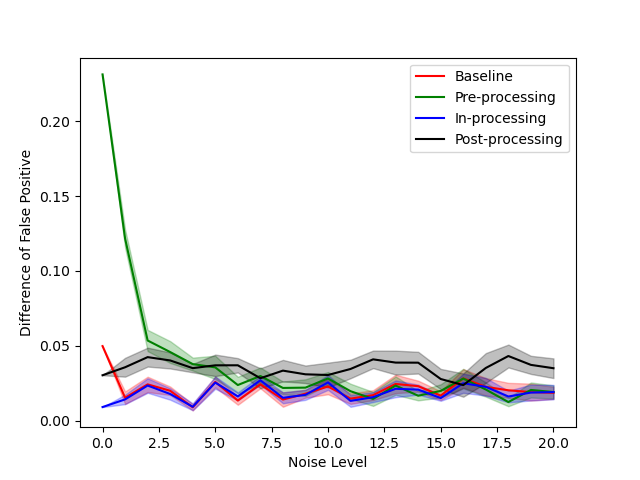 Baseline
Pre-processing
In-processing
Post-processing
Difference of False Positive
0.20
0.15
0.10
0.05
0.00
0.0 2.5 5.0 7.5 10.0 12.5 15.0 17.5 20.0
Noise Level